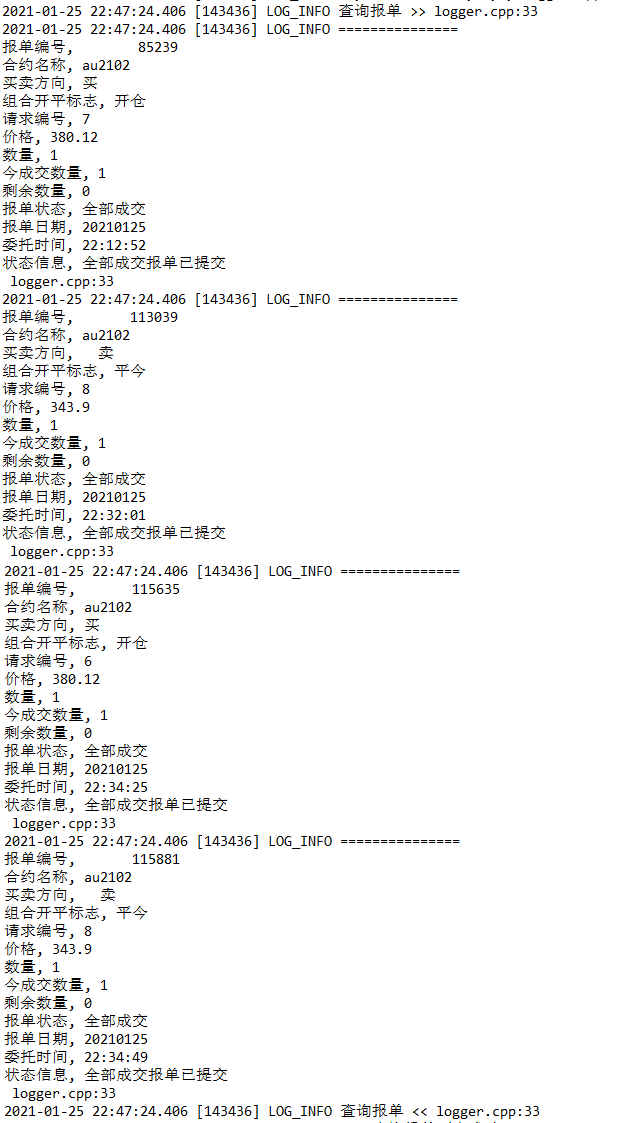 2021-01-25 22:47:24.406 [143436] LOG_INFO 查询报单 >> logger.cpp:33
2021-01-25 22:47:24.406 [143436] LOG_INFO ===============
报单编号,        85239
合约名称, au2102
买卖方向, 买
组合开平标志, 开仓
请求编号, 7
价格, 380.12
数量, 1
今成交数量, 1
剩余数量, 0
报单状态, 全部成交
报单日期, 20210125
委托时间, 22:12:52
状态信息, 全部成交报单已提交
 logger.cpp:33
2021-01-25 22:47:24.406 [143436] LOG_INFO ===============
报单编号,       113039
合约名称, au2102
买卖方向,   卖
组合开平标志, 平今
请求编号, 8
价格, 343.9
数量, 1
今成交数量, 1
剩余数量, 0
报单状态, 全部成交
报单日期, 20210125
委托时间, 22:32:01
状态信息, 全部成交报单已提交
 logger.cpp:33
2021-01-25 22:47:24.406 [143436] LOG_INFO ===============
报单编号,       115635
合约名称, au2102
买卖方向, 买
组合开平标志, 开仓
请求编号, 6
价格, 380.12
数量, 1
今成交数量, 1
剩余数量, 0
报单状态, 全部成交
报单日期, 20210125
委托时间, 22:34:25
状态信息, 全部成交报单已提交
 logger.cpp:33
2021-01-25 22:47:24.406 [143436] LOG_INFO ===============
报单编号,       115881
合约名称, au2102
买卖方向,   卖
组合开平标志, 平今
请求编号, 8
价格, 343.9
数量, 1
今成交数量, 1
剩余数量, 0
报单状态, 全部成交
报单日期, 20210125
委托时间, 22:34:49
状态信息, 全部成交报单已提交
 logger.cpp:33
2021-01-25 22:47:24.406 [143436] LOG_INFO 查询报单 << logger.cpp:33